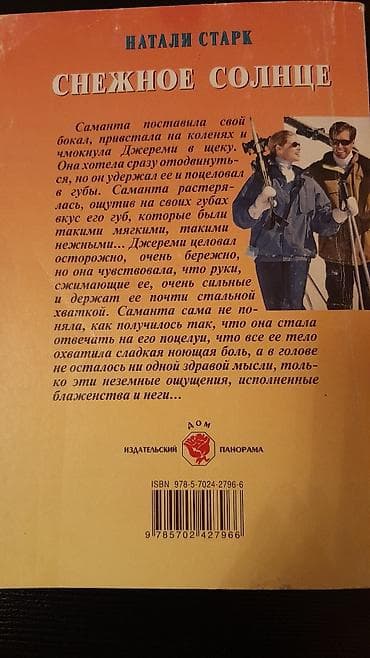 НАТАЛИ СТАРК
СНЕЖНОЕ СОЛНЦЕ
Саманта поставила свой
бокал, привстала на коленях и
чмокнула Джереми в щеку.
Она хотела сразу отодвинуть-
ся, но он удержал ее и поцеловал
в губы. Саманта растеря-
лась, ощутив на своих губах
вкус его губ, которые были
такими мягкими, такими
нежными... Джереми целовал
осторожно, очень бережно,
но она чувствовала, что руки,
сжимающие ее, очень сильные
и держат ее почти стальной
хваткой. Саманта сама не по-
няла, как получилось так, что она стала
отвечать на его поцелуи, что все ее тело
охватила сладкая ноющая боль, а в голове
не осталось ни одной здравой мысли, толь-
ко эти неземные ощущения, исполненные
блаженства и неги...
ДОМ
ИЗДАТЕЛЬСКИЙ ПАНОРАМА
ISBN 978-5-7024-2796-6
9 785702 427966